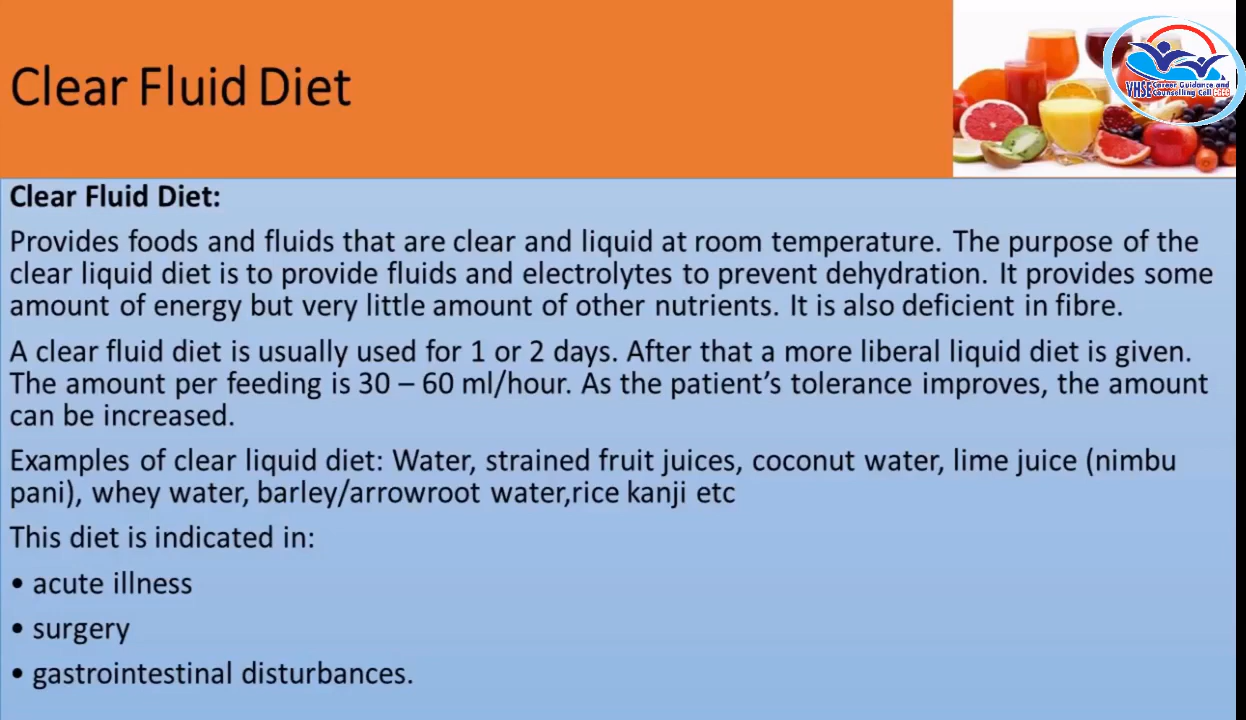 Clear Fluid Diet
VHSE Career Guidance and
Counselling Cell
Clear Fluid Diet:
Provides foods and fluids that are clear and liquid at room temperature. The purpose of the
clear liquid diet is to provide fluids and electrolytes to prevent dehydration. It provides some
amount of energy but very little amount of other nutrients. It is also deficient in fibre.
A clear fluid diet is usually used for 1 or 2 days. After that a more liberal liquid diet is given.
The amount per feeding is 30 – 60 ml/hour. As the patient’s tolerance improves, the amount
can be increased.
Examples of clear liquid diet: Water, strained fruit juices, coconut water, lime juice (nimbu
pani), whey water, barley/arrowroot water,rice kanji etc
This diet is indicated in:
• acute illness
• surgery
• gastrointestinal disturbances.